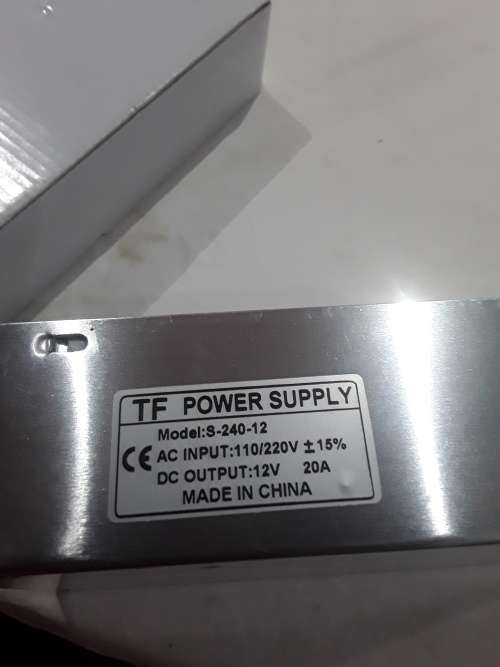 TF POWER SUPPLY
Model:S-240-12
CE AC INPUT:110/220V ±15%
DC OUTPUT:12V 20A
MADE IN CHINA